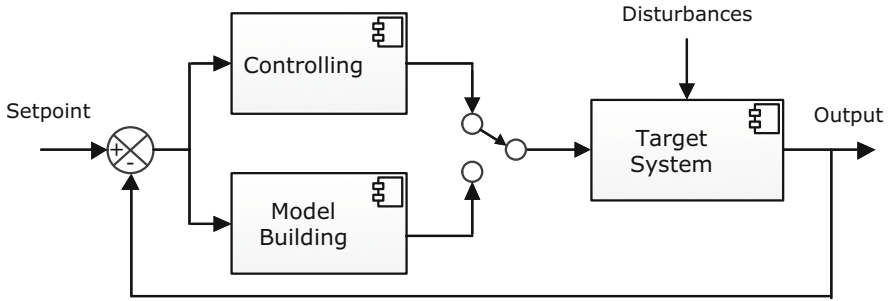 Disturbances
Controlling
Setpoint
Output
+
-
Target
System
Model
Building